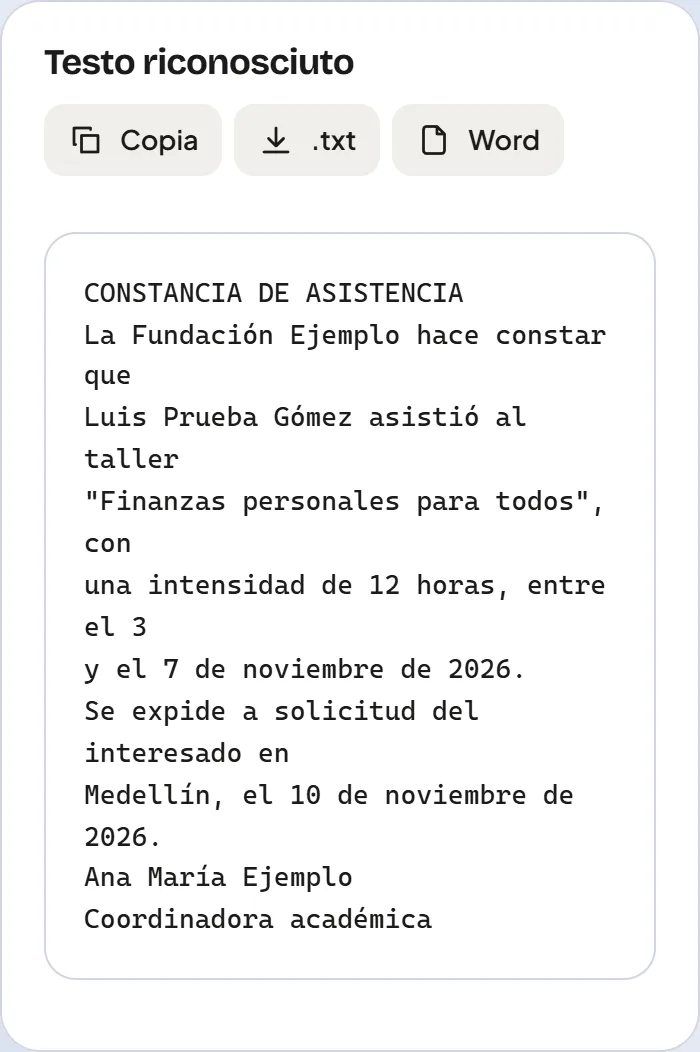 Testo riconosciuto
Copia
.txt
Word
CONSTANCIA DE ASISTENCIA
La Fundación Ejemplo hace constar
que
Luis Prueba Gómez asistió al
taller
"Finanzas personales para todos",
con
una intensidad de 12 horas, entre
el 3
y el 7 de noviembre de 2026.
Se expide a solicitud del
interesado en
Medellín, el 10 de noviembre de
2026.
Ana María Ejemplo
Coordinadora académica